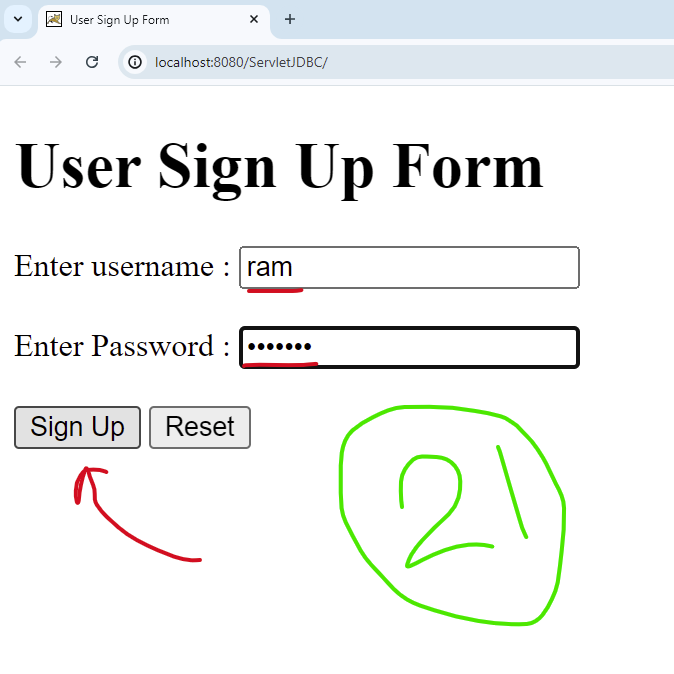 User Sign Up Form
localhost:8080/ServletJDBC/
User Sign Up Form
Enter username : ram
Enter Password : •••••••
Sign Up Reset
21